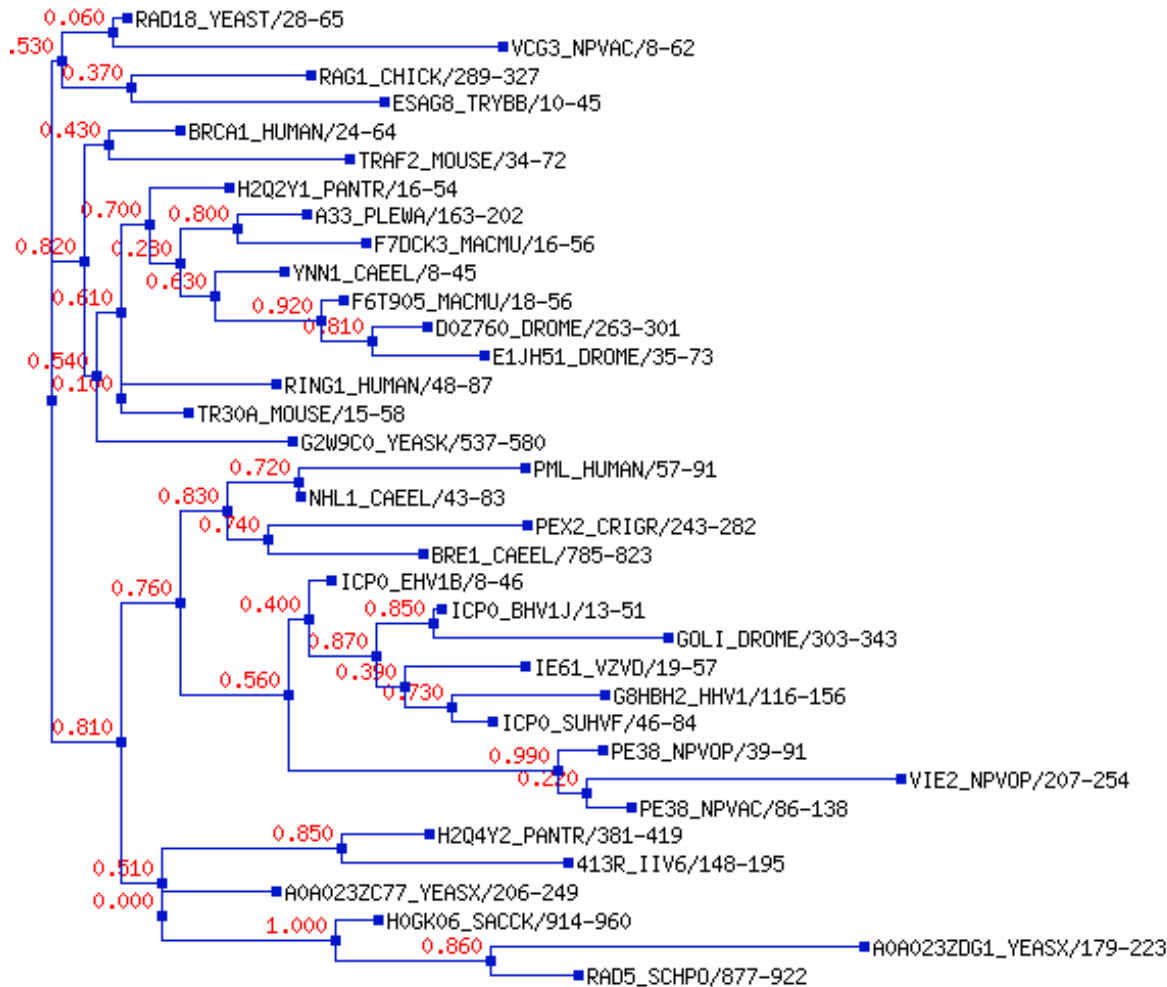 0.060
RAD18_YEAST/28-65
.530
VCG3_NPVAC/8-62
0.370
RAG1_CHICK/289-327
ESAG8_TRYBB/10-45
0.430
BRCA1_HUMAN/24-64
TRAF2_MOUSE/34-72
H2Q2Y1_PANTR/16-54
0.700
0.800
A33_PLEWA/163-202
0.820
0.280
F7DCK3_MACMU/16-56
0.630
YNN1_CAEEL/8-45
0.610
0.920
F6T905_MACMU/18-56
0.810
D0Z760_DROME/263-301
E1JH51_DROME/35-73
0.540
0.100
RING1_HUMAN/48-87
TR30A_MOUSE/15-58
G2W9C0_YEASK/537-580
0.720
PML_HUMAN/57-91
0.830
NHL1_CAEEL/43-83
0.740
PEX2_CRIGR/243-282
BRE1_CAEEL/785-823
0.760
ICP0_EHV1B/8-46
0.400
0.850
ICP0_BHV1J/13-51
0.870
GOLI_DROME/303-343
0.390
IE61_VZVD/19-57
0.560
0.730
G8HBH2_HHV1/116-156
ICP0_SUHVF/46-84
0.810
0.990
PE38_NPVOP/39-91
0.220
VIE2_NPVOP/207-254
PE38_NPVAC/86-138
0.850
H2Q4Y2_PANTR/381-419
0.510
413R_IIV6/148-195
0.000
A0A023ZC77_YEASX/206-249
1.000
H0GK06_SACCK/914-960
0.860
A0A023ZDG1_YEASX/179-223
RAD5_SCHPO/877-922